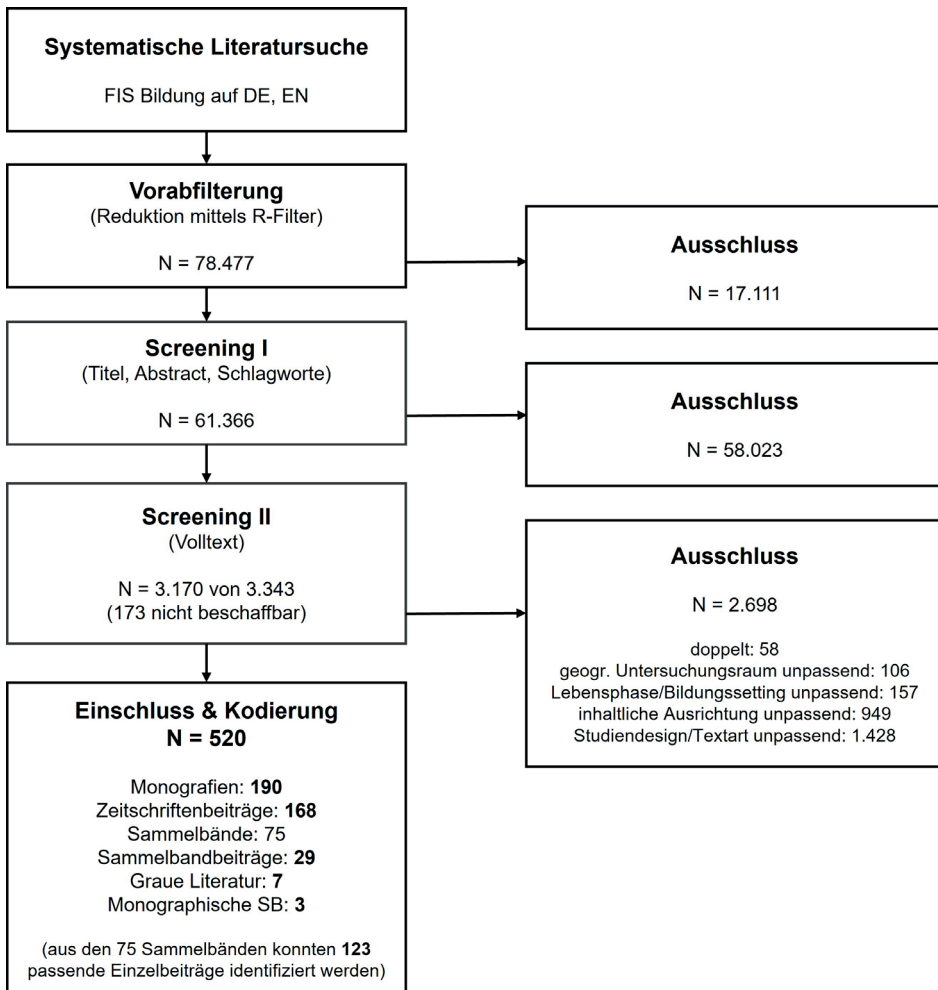 Systematische Literatursuche
FIS Bildung auf DE, EN
Vorabfilterung
(Reduktion mittels R-Filter)
N = 78.477
Ausschluss
N = 17.111
Screening I
(Titel, Abstract, Schlagworte)
N = 61.366
Ausschluss
N = 58.023
Screening II
(Volltext)
N = 3.170 von 3.343
(173 nicht beschaffbar)
Ausschluss
N = 2.698
doppelt: 58
geogr. Untersuchungsraum unpassend: 106
Lebensphase/Bildungssetting unpassend: 157
inhaltliche Ausrichtung unpassend: 949
Studiendesign/Textart unpassend: 1.428
Einschluss & Kodierung
N = 520
Monografien: 190
Zeitschriftenbeiträge: 168
Sammelbände: 75
Sammelbandbeiträge: 29
Graue Literatur: 7
Monographische SB: 3
(aus den 75 Sammelbänden konnten 123
passende Einzelbeiträge identifiziert werden)